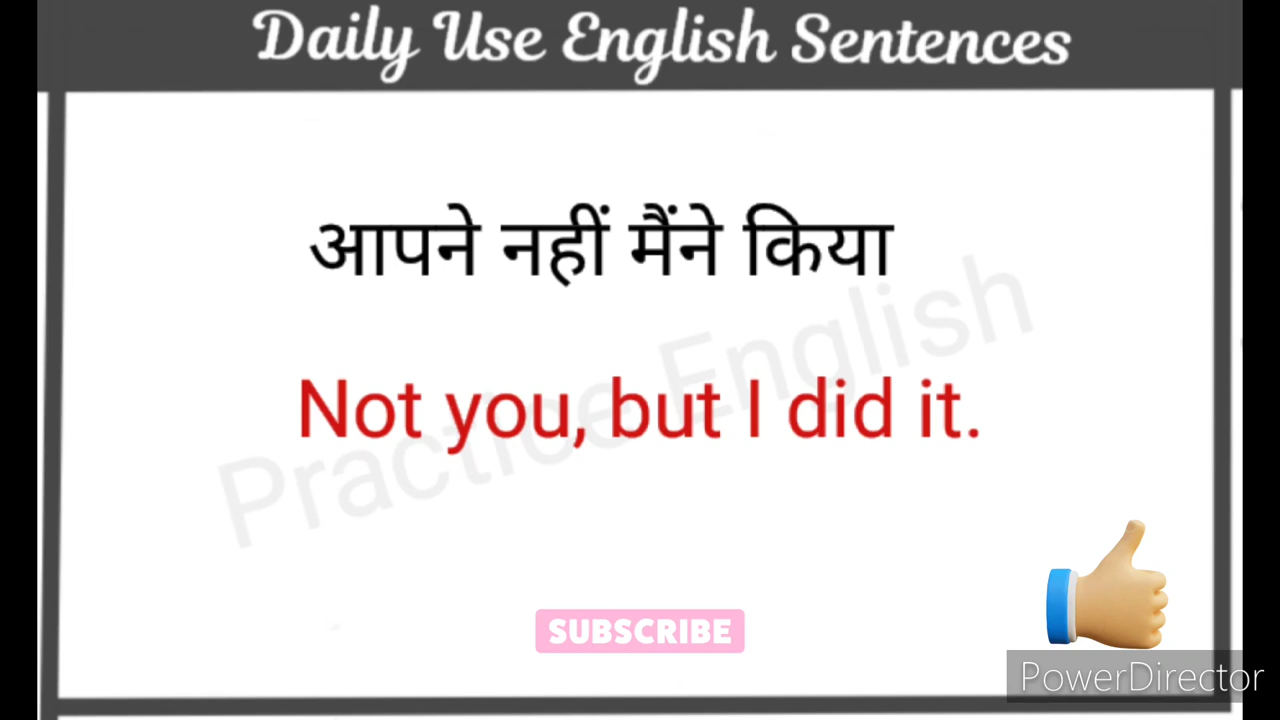 Daily Use English Sentences
आपने नहीं मैंने किया
Not you, but I did it.
Practice English
SUBSCRIBE
PowerDirector